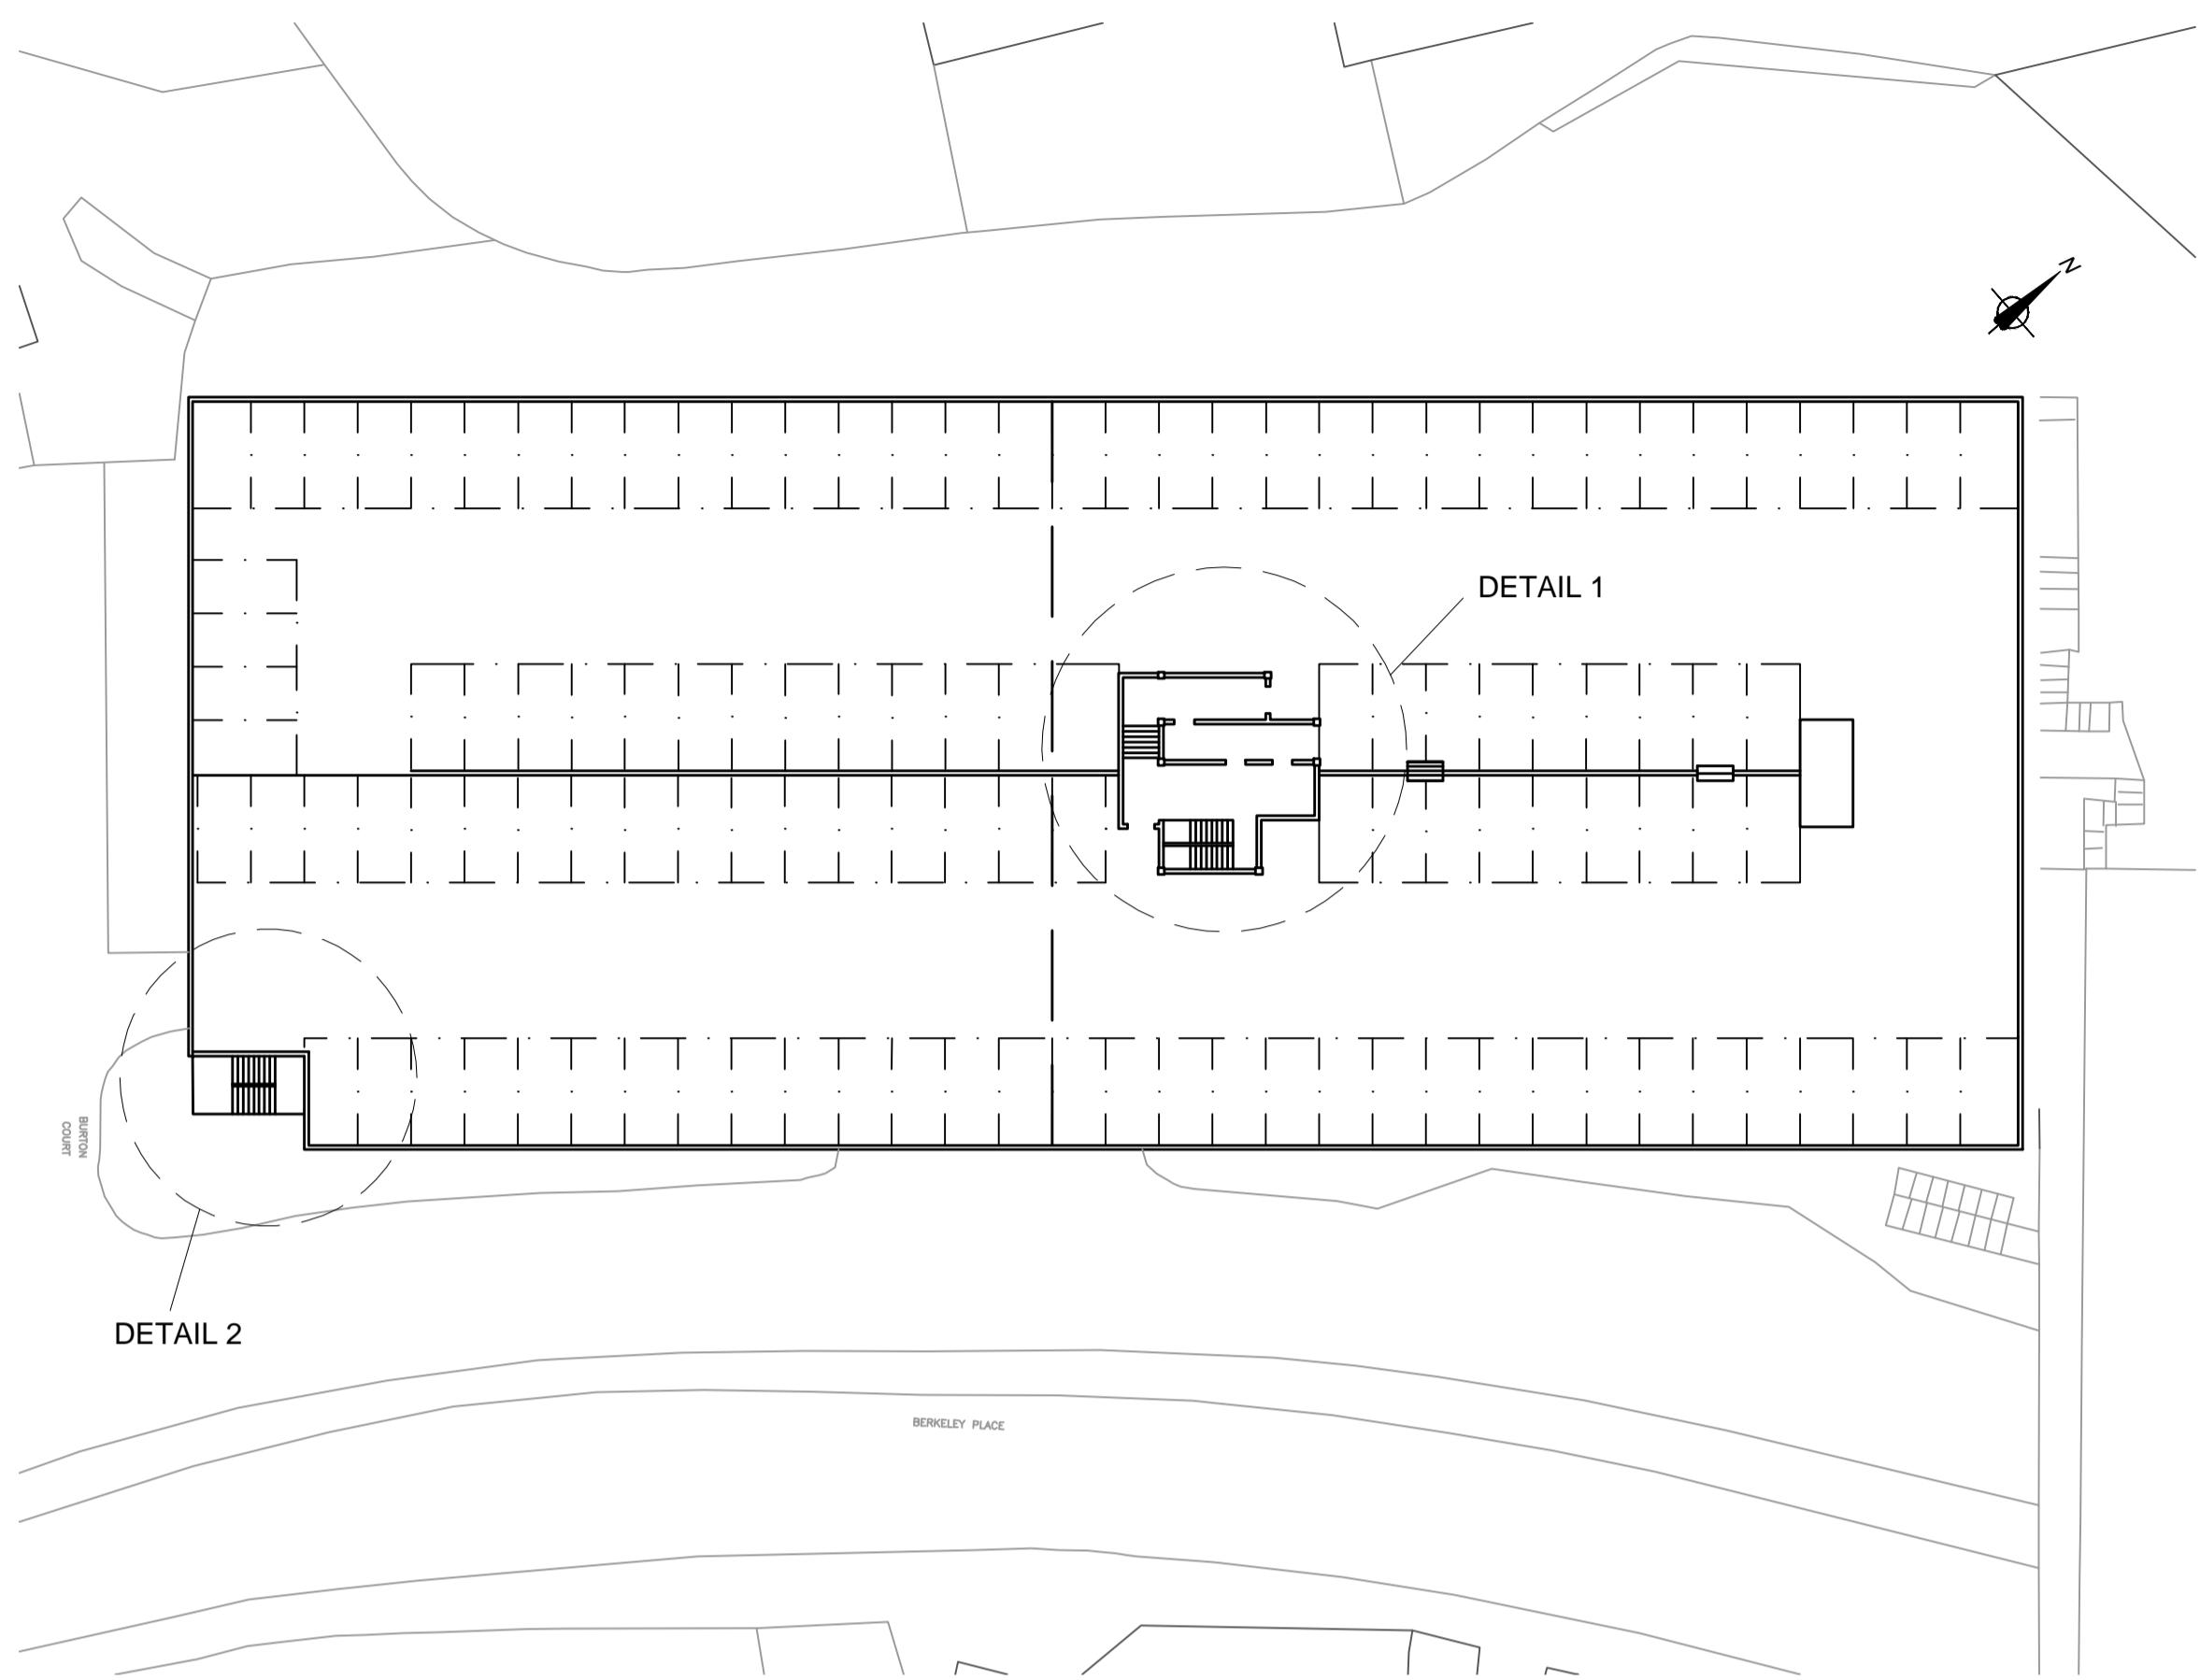 N
DETAIL 1
BURTON
COURT
DETAIL 2
BERKELEY PLACE